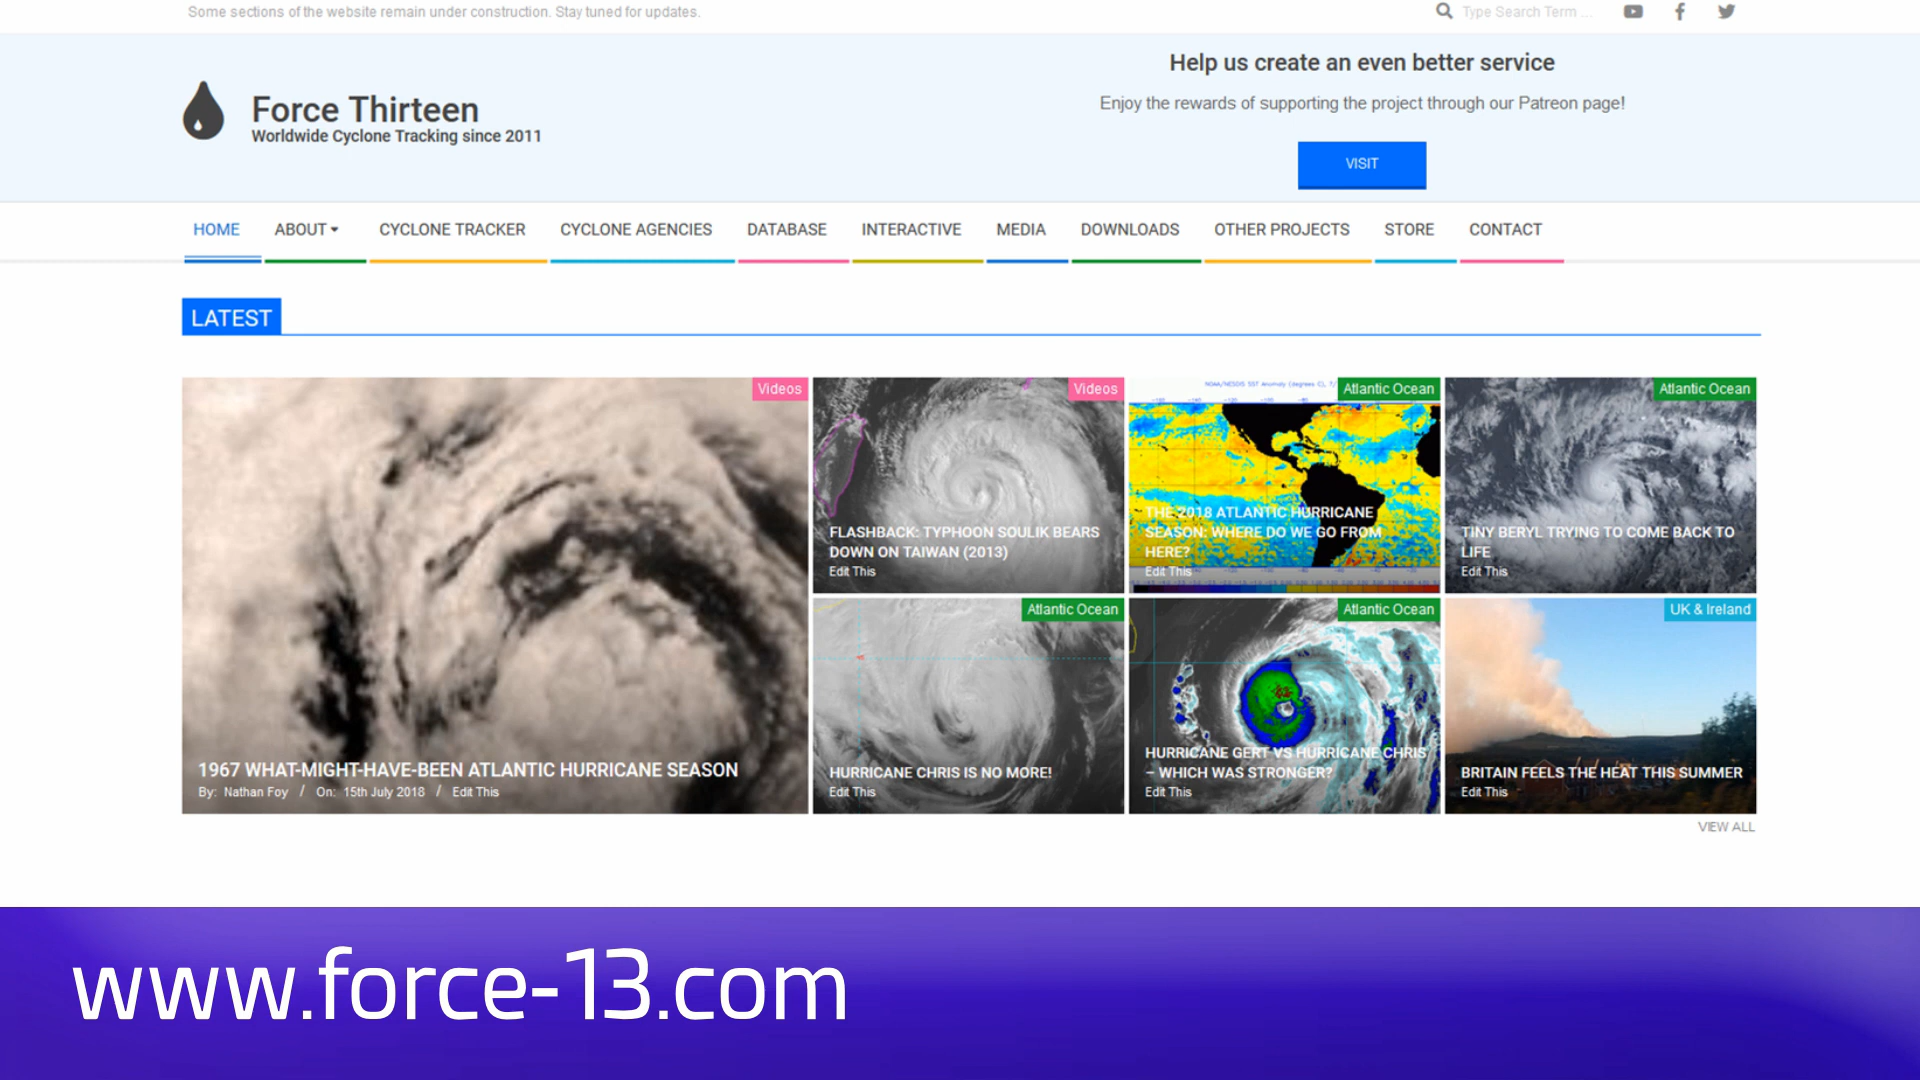 Some sections of the website remain under construction. Stay tuned for updates.
Type Search Term ...
Help us create an even better service
Force Thirteen
Worldwide Cyclone Tracking since 2011
Enjoy the rewards of supporting the project through our Patreon page!
VISIT
HOME ABOUT CYCLONE TRACKER CYCLONE AGENCIES DATABASE INTERACTIVE MEDIA DOWNLOADS OTHER PROJECTS STORE CONTACT
LATEST
Videos
1967 WHAT-MIGHT-HAVE-BEEN ATLANTIC HURRICANE SEASON
By: Nathan Foy / On: 15th July 2018 / Edit This
Videos
FLASHBACK: TYPHOON SOULIK BEARS
DOWN ON TAIWAN (2013)
Edit This
NOAA/NESDIS SST Anomaly (degrees C),
Atlantic Ocean
THE 2018 ATLANTIC HURRICANE
SEASON: WHERE DO WE GO FROM
HERE?
Edit This
Atlantic Ocean
TINY BERYL TRYING TO COME BACK TO
LIFE
Edit This
Atlantic Ocean
HURRICANE CHRIS IS NO MORE!
Edit This
Atlantic Ocean
HURRICANE GERT VS HURRICANE CHRIS
– WHICH WAS STRONGER?
Edit This
UK & Ireland
BRITAIN FEELS THE HEAT THIS SUMMER
Edit This
VIEW ALL
www.force-13.com